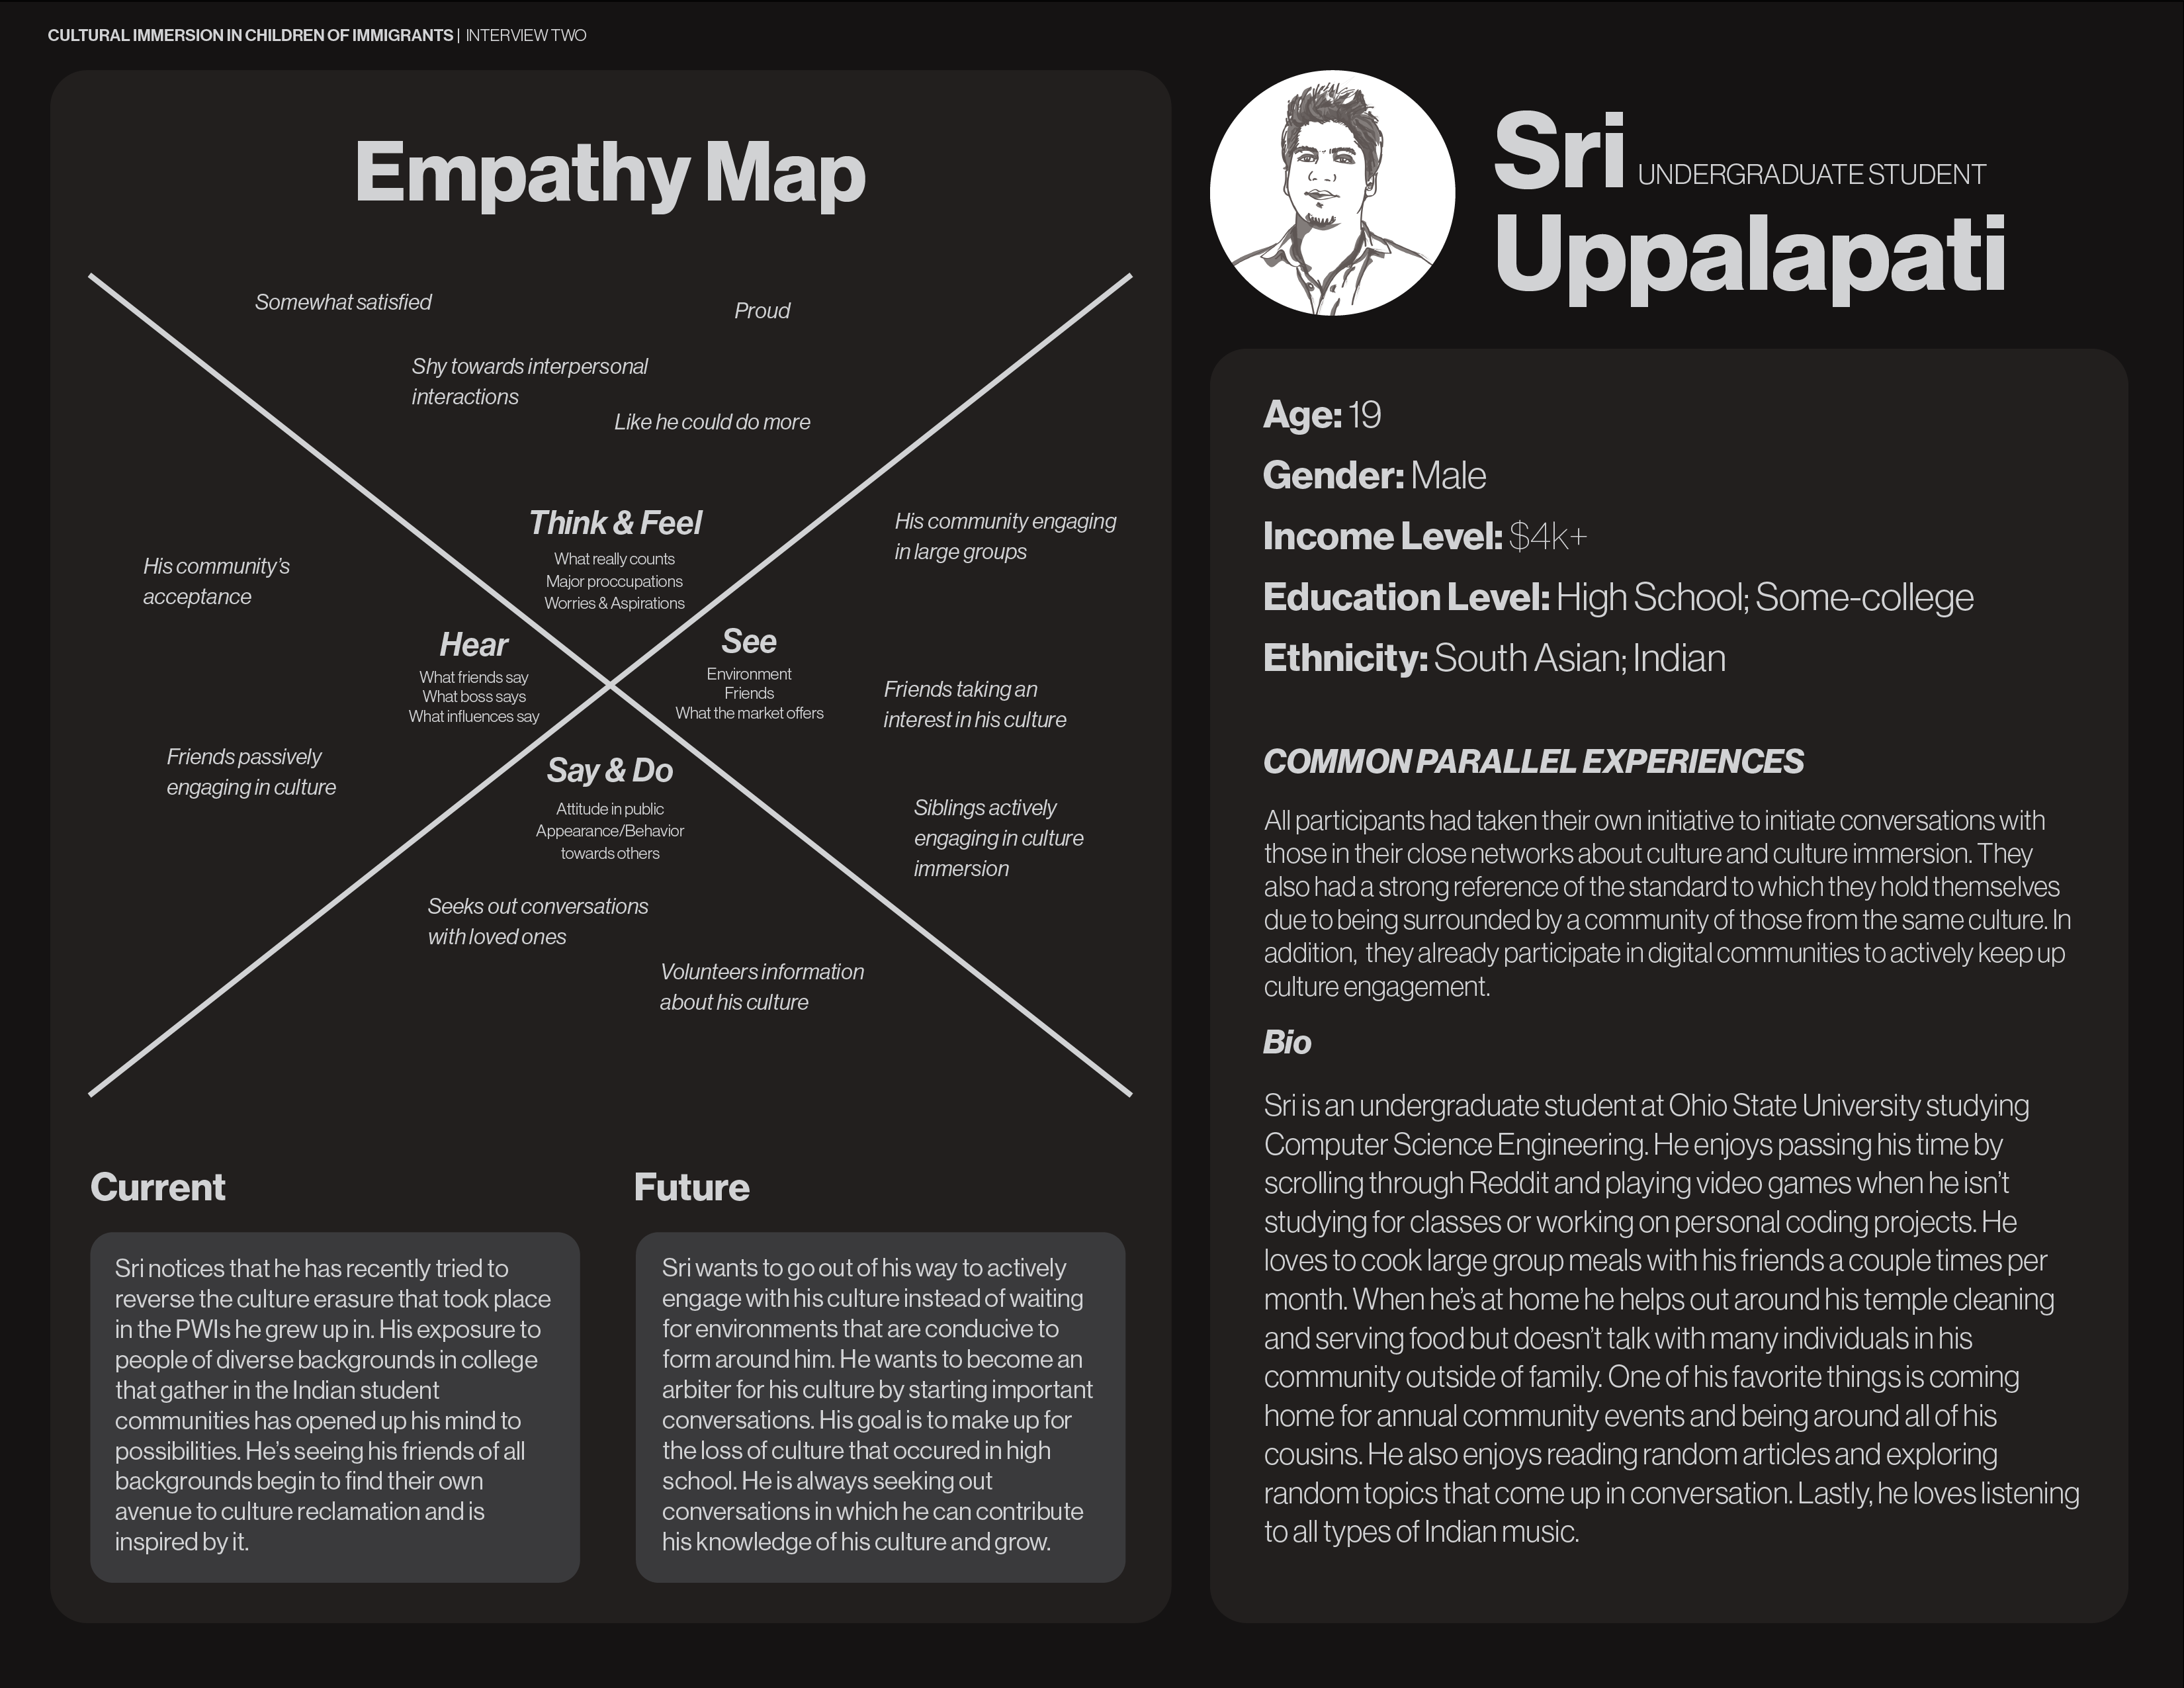 CULTURAL IMMERSION IN CHILDREN OF IMMIGRANTS | INTERVIEW TWO
Empathy Map
Somewhat satisfied
Proud
Shy towards interpersonal
interactions
Like he could do more
Think & Feel
What really counts
Major proccupations
Worries & Aspirations
His community's
acceptance
Hear
What friends say
What boss says
What influences say
Friends passively
engaging in culture
His community engaging
in large groups
See
Environment
Friends
What the market offers
Friends taking an
interest in his culture
Siblings actively
engaging in culture
immersion
Say & Do
Attitude in public
Appearance/Behavior
towards others
Seeks out conversations
with loved ones
Volunteers information
about his culture
Current
Sri notices that he has recently tried to
reverse the culture erasure that took place
in the PWIs he grew up in. His exposure to
people of diverse backgrounds in college
that gather in the Indian student
communities has opened up his mind to
possibilities. He's seeing his friends of all
backgrounds begin to find their own
avenue to culture reclamation and is
inspired by it.
Future
Sri wants to go out of his way to actively
engage with his culture instead of waiting
for environments that are conducive to
form around him. He wants to become an
arbiter for his culture by starting important
conversations. His goal is to make up for
the loss of culture that occured in high
school. He is always seeking out
conversations in which he can contribute
his knowledge of his culture and grow.
Sri UNDERGRADUATE STUDENT
Uppalapati
Age: 19
Gender: Male
Income Level: $4k+
Education Level: High School; Some-college
Ethnicity: South Asian; Indian
COMMON PARALLEL EXPERIENCES
All participants had taken their own initiative to initiate conversations with
those in their close networks about culture and culture immersion. They
also had a strong reference of the standard to which they hold themselves
due to being surrounded by a community of those from the same culture. In
addition, they already participate in digital communities to actively keep up
culture engagement.
Bio
Sri is an undergraduate student at Ohio State University studying
Computer Science Engineering. He enjoys passing his time by
scrolling through Reddit and playing video games when he isn't
studying for classes or working on personal coding projects. He
loves to cook large group meals with his friends a couple times per
month. When he's at home he helps out around his temple cleaning
and serving food but doesn't talk with many individuals in his
community outside of family. One of his favorite things is coming
home for annual community events and being around all of his
cousins. He also enjoys reading random articles and exploring
random topics that come up in conversation. Lastly, he loves listening
to all types of Indian music.